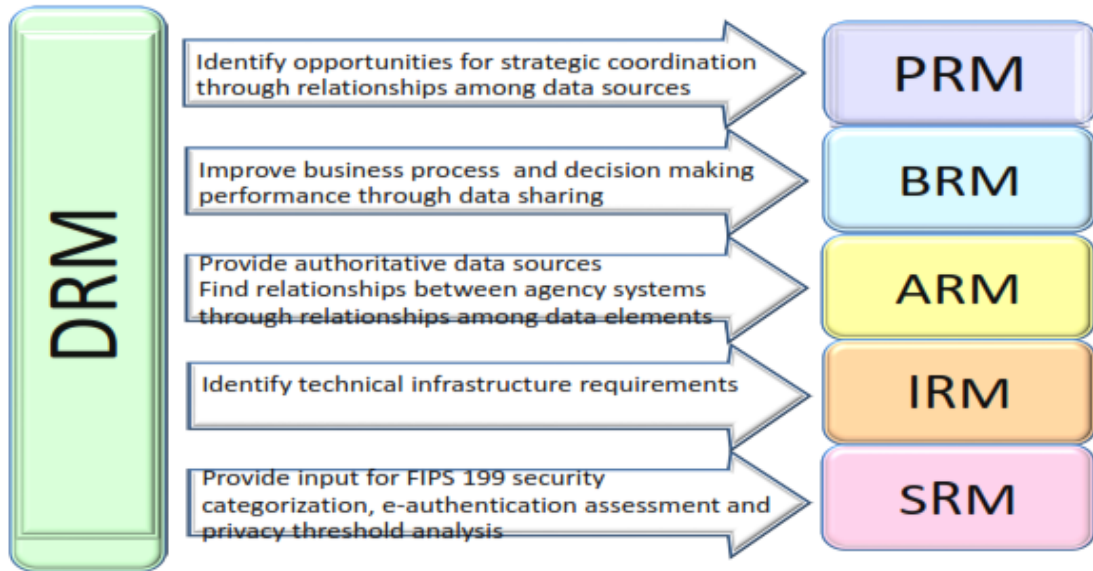 DRM
Identify opportunities for strategic coordination
through relationships among data sources
PRM
Improve business process and decision making
performance through data sharing
BRM
Provide authoritative data sources
Find relationships between agency systems
through relationships among data elements
ARM
Identify technical infrastructure requirements
IRM
Provide input for FIPS 199 security
categorization, e-authentication assessment and
privacy threshold analysis
SRM